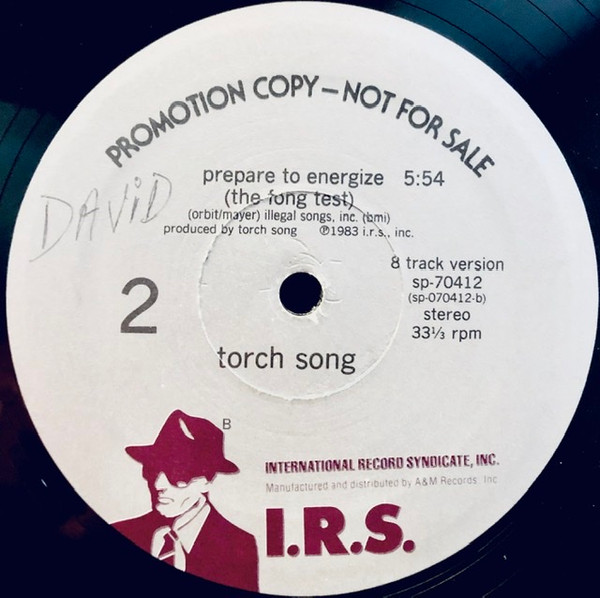 PROMOTION COPY—NOT FOR SALE
prepare to energize 5:54
(the long test)
(orbit/mayer) illegal songs, inc. (bmi)
produced by torch song ℗1983 i.r.s., inc.
DAVID
8 track version
sp-70412
(sp-070412-b)
stereo
33⅓ rpm
2
torch song
B
INTERNATIONAL RECORD SYNDICATE, INC.
Manufactured and distributed by A&M Records, Inc.
I.R.S.